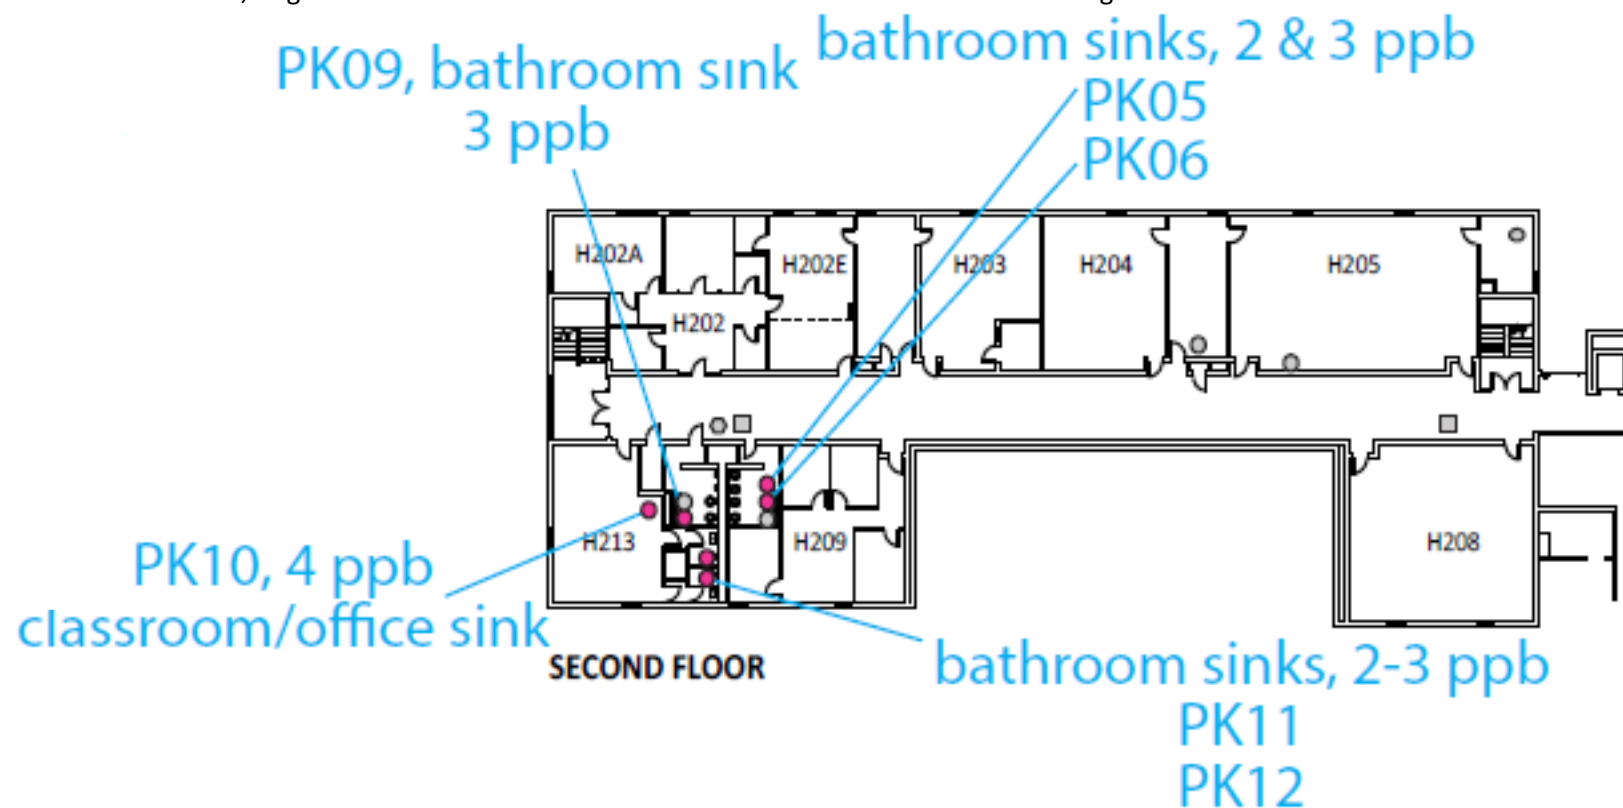 bathroom sinks, 2 & 3 ppb
PK05
PK06
PK09, bathroom sink
3 ppb
H202A
H202E
H203
H204
H205
H202
H213
H209
H208
PK10, 4 ppb
classroom/office sink
SECOND FLOOR
bathroom sinks, 2-3 ppb
PK11
PK12